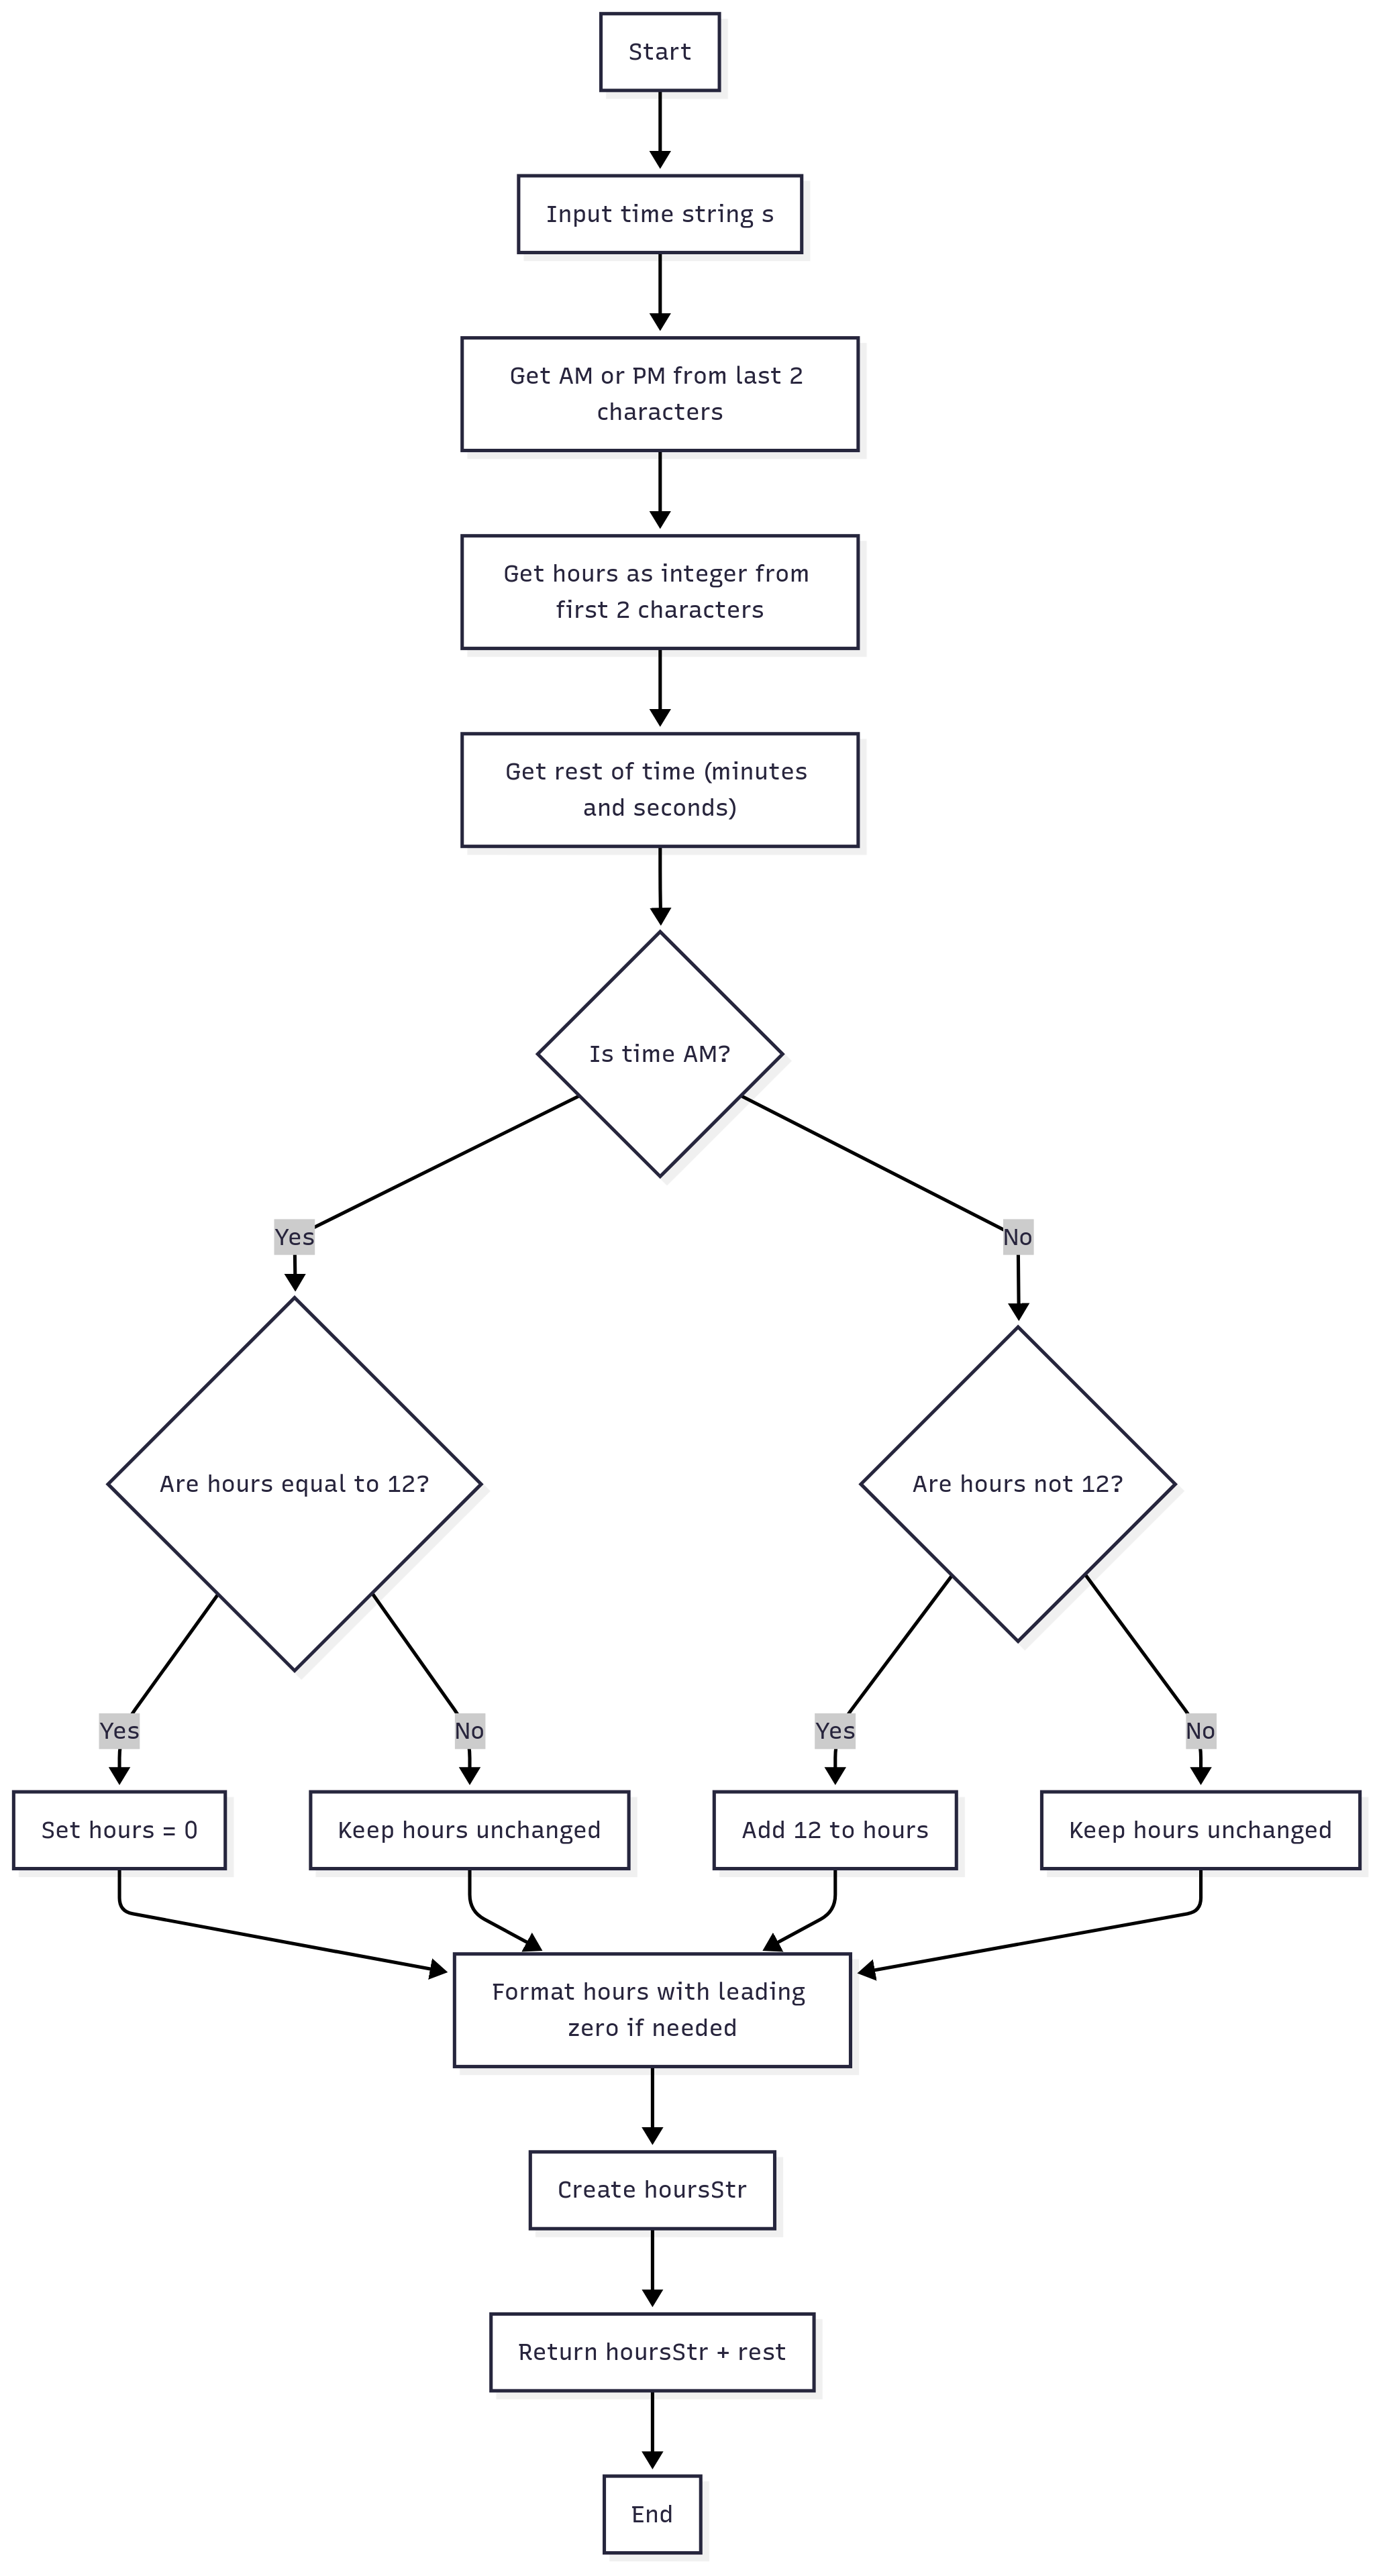 Start
Input time string s
Get AM or PM from last 2
characters
Get hours as integer from
first 2 characters
Get rest of time (minutes
and seconds)
Is time AM?
Yes
No
Are hours equal to 12?
Are hours not 12?
Yes
No
Yes
No
Set hours = 0
Keep hours unchanged
Add 12 to hours
Keep hours unchanged
Format hours with leading
zero if needed
Create hoursStr
Return hoursStr + rest
End